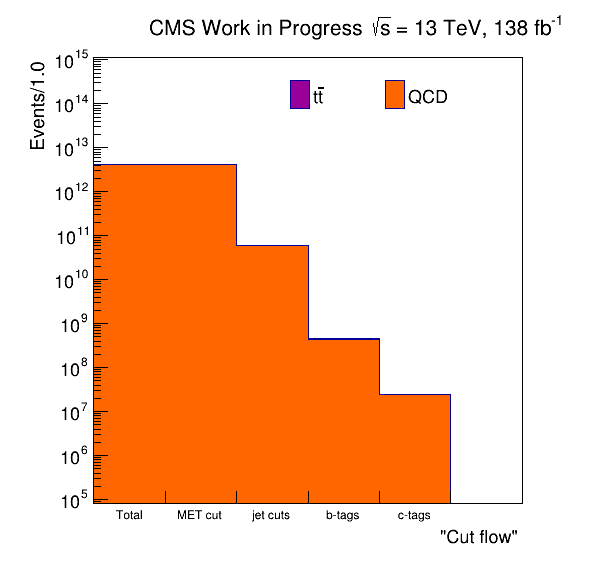 CMS Work in Progress √s = 13 TeV, 138 fb⁻¹
Events/1.0
tt̄ QCD
10¹⁵
10¹⁴
10¹³
10¹²
10¹¹
10¹⁰
10⁹
10⁸
10⁷
10⁶
10⁵
Total MET cut jet cuts b-tags c-tags
"Cut flow"